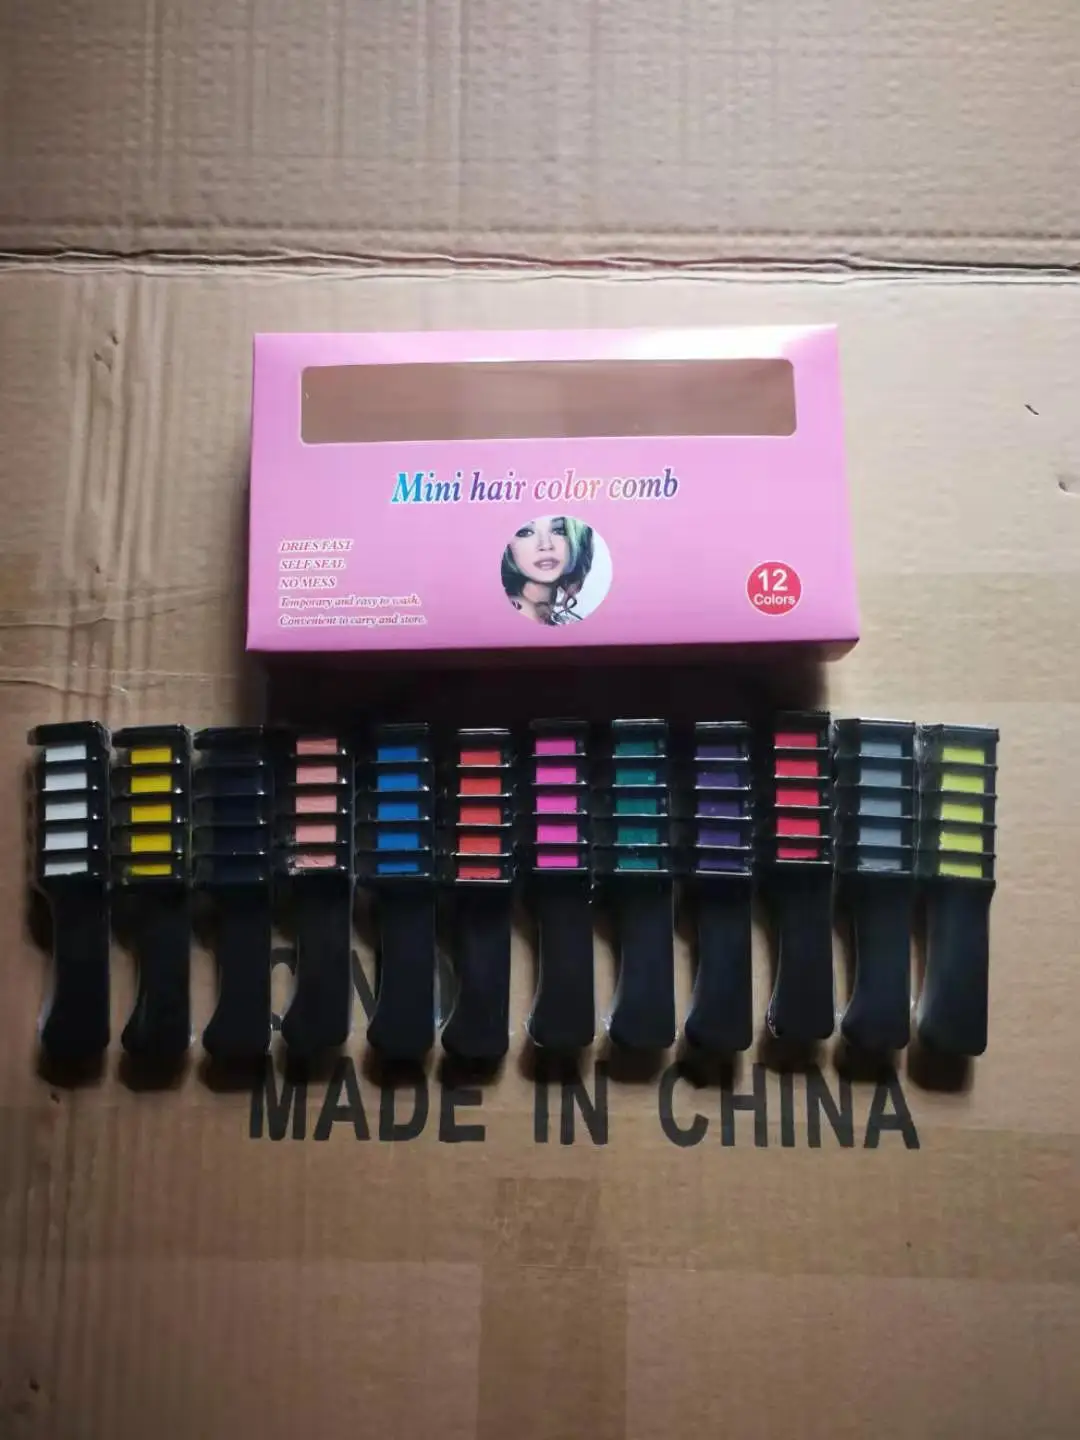 Mini hair color comb
DRIES FAST
SELF SEAL
NO MESS
Temporary and easy to wash.
Convenient to carry and store.
12
Colors
MADE IN CHINA